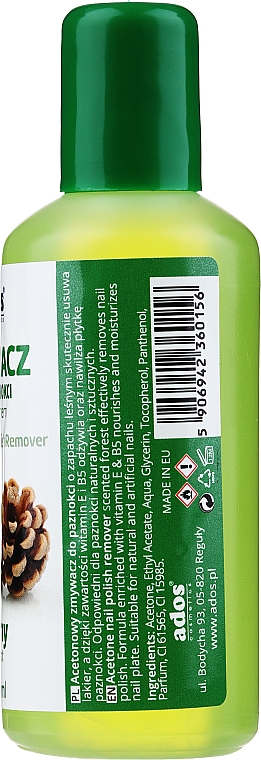 ACZ
Remover
PL Acetonowy zmywacz do paznokci o zapachu leśnym skutecznie usuwa
lakier, a dzięki zawartości witamin E i B5 odżywia oraz nawilża płytkę
paznokci. Odpowiedni dla paznokci naturalnych i sztucznych.
EN Acetone nail polish remover scented forest effectively removes nail
polish. Formula enriched with vitamin E & B5 nourishes and moisturizes
nail plate. Suitable for natural and artificial nails.
Ingredients: Acetone, Ethyl Acetate, Aqua, Glycerin, Tocopherol, Panthenol,
Parfum, CI 61565, CI 15985.
5 906942 360156
MADE IN EU
ados®
cosmetics
ul. Bodycha 93, 05-820 Reguły
www.ados.pl